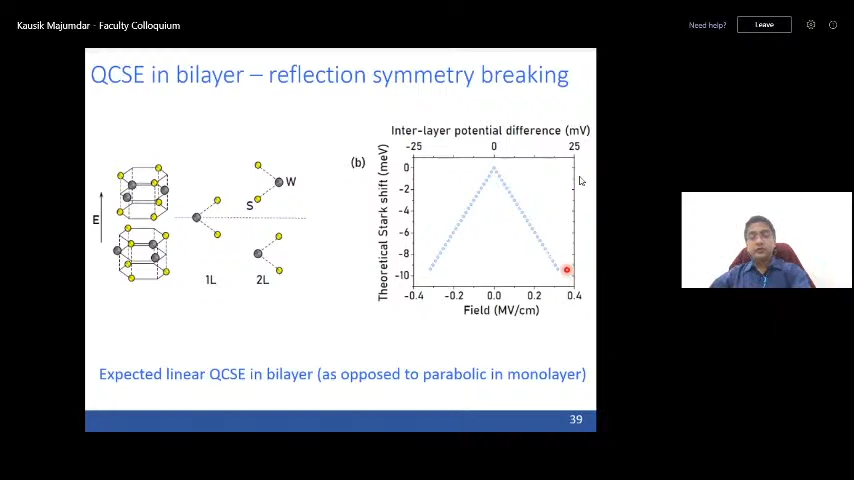 Kausik Majumdar - Faculty Colloquium
Need help?
Leave
QCSE in bilayer – reflection symmetry breaking
Inter-layer potential difference (mV)
-25 0 25
(b)
Theoretical Stark shift (meV)
0
-2
-4
-6
-8
-10
-0.4 -0.2 0.0 0.2 0.4
Field (MV/cm)
E
W
S
1L 2L
Expected linear QCSE in bilayer (as opposed to parabolic in monolayer)
39